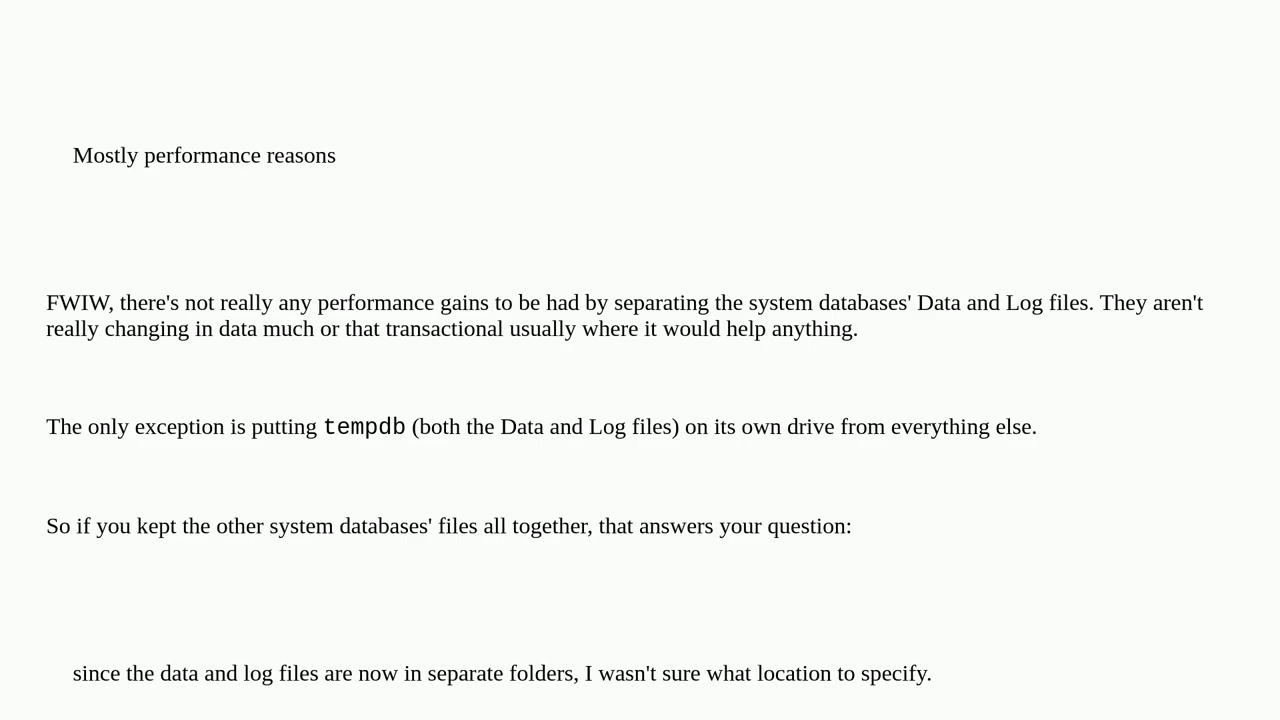 Mostly performance reasons
FWIW, there's not really any performance gains to be had by separating the system databases' Data and Log files. They aren't
really changing in data much or that transactional usually where it would help anything.
The only exception is putting tempdb (both the Data and Log files) on its own drive from everything else.
So if you kept the other system databases' files all together, that answers your question:
since the data and log files are now in separate folders, I wasn't sure what location to specify.